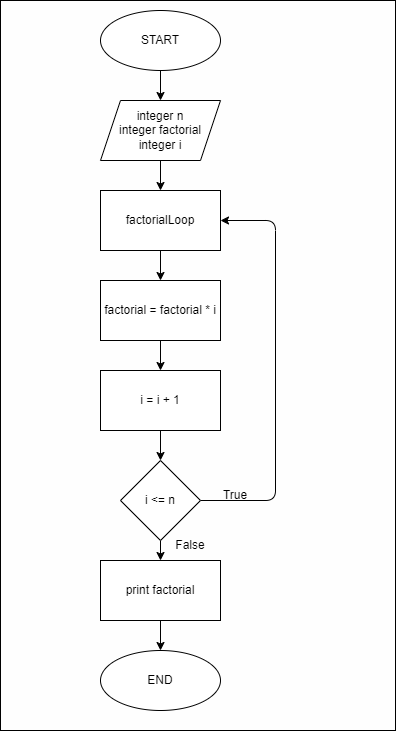 START
integer n
integer factorial
integer i
factorialLoop
factorial = factorial * i
i = i + 1
i <= n
True
False
print factorial
END